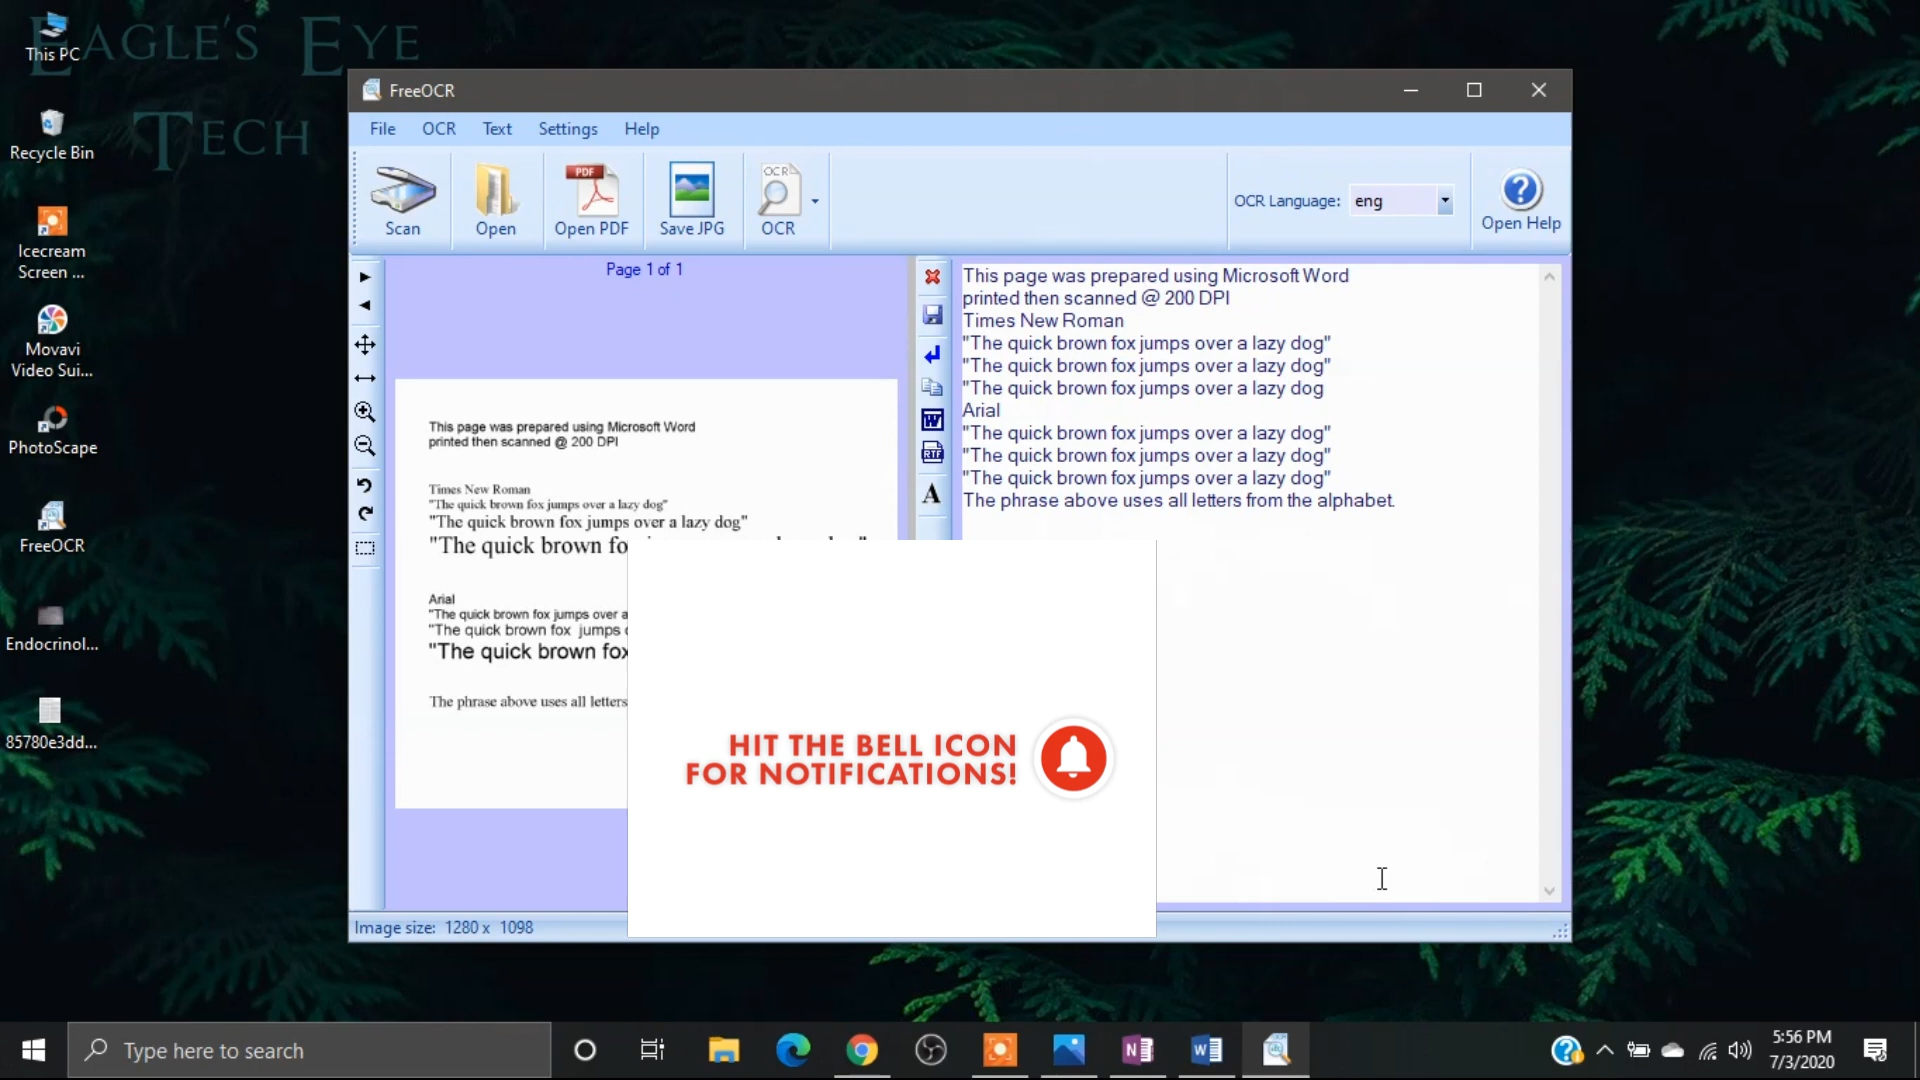 EAGLE'S EYE
TECH
This PC
Recycle Bin
Icecream
Screen ...
Movavi
Video Sui...
PhotoScape
FreeOCR
Endocrinol...
85780e3dd...
FreeOCR
File OCR Text Settings Help
Scan
Open
PDF
Open PDF
Save JPG
OCR
OCR
OCR Language: eng
Open Help
Page 1 of 1
This page was prepared using Microsoft Word
printed then scanned @ 200 DPI
Times New Roman
"The quick brown fox jumps over a lazy dog"
"The quick brown fox jumps over a lazy dog"
"The quick brown fo
Arial
"The quick brown fox jumps over a
"The quick brown fox jumps
"The quick brown fox
The phrase above uses all letters
W
RTF
A
This page was prepared using Microsoft Word
printed then scanned @ 200 DPI
Times New Roman
"The quick brown fox jumps over a lazy dog"
"The quick brown fox jumps over a lazy dog"
"The quick brown fox jumps over a lazy dog
Arial
"The quick brown fox jumps over a lazy dog"
"The quick brown fox jumps over a lazy dog"
"The quick brown fox jumps over a lazy dog"
The phrase above uses all letters from the alphabet.
HIT THE BELL ICON
FOR NOTIFICATIONS!
Image size: 1280 x 1098
Type here to search
5:56 PM
7/3/2020